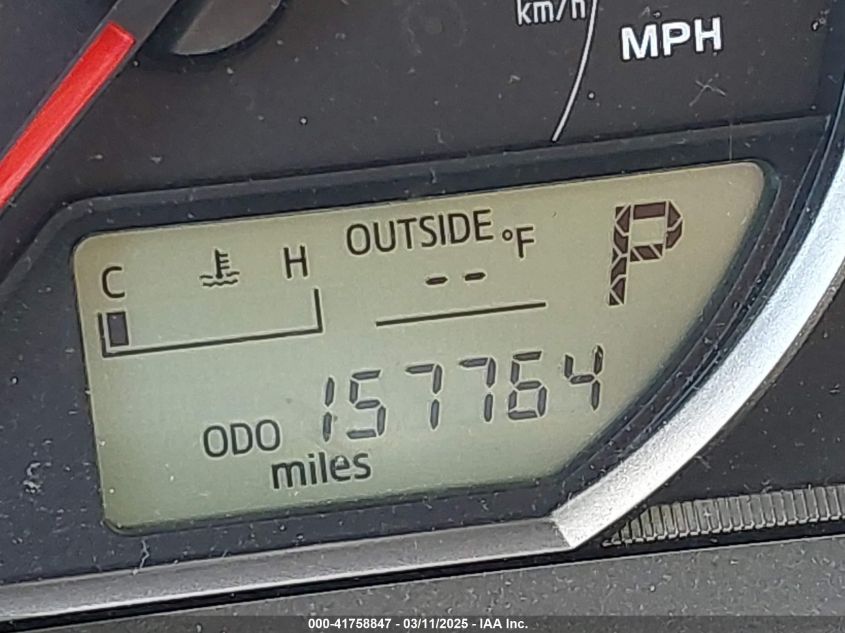 km/h
MPH
OUTSIDE °F
C H
--
P
ODO 157764
miles
000-41758847 - 03/11/2025 - IAA Inc.